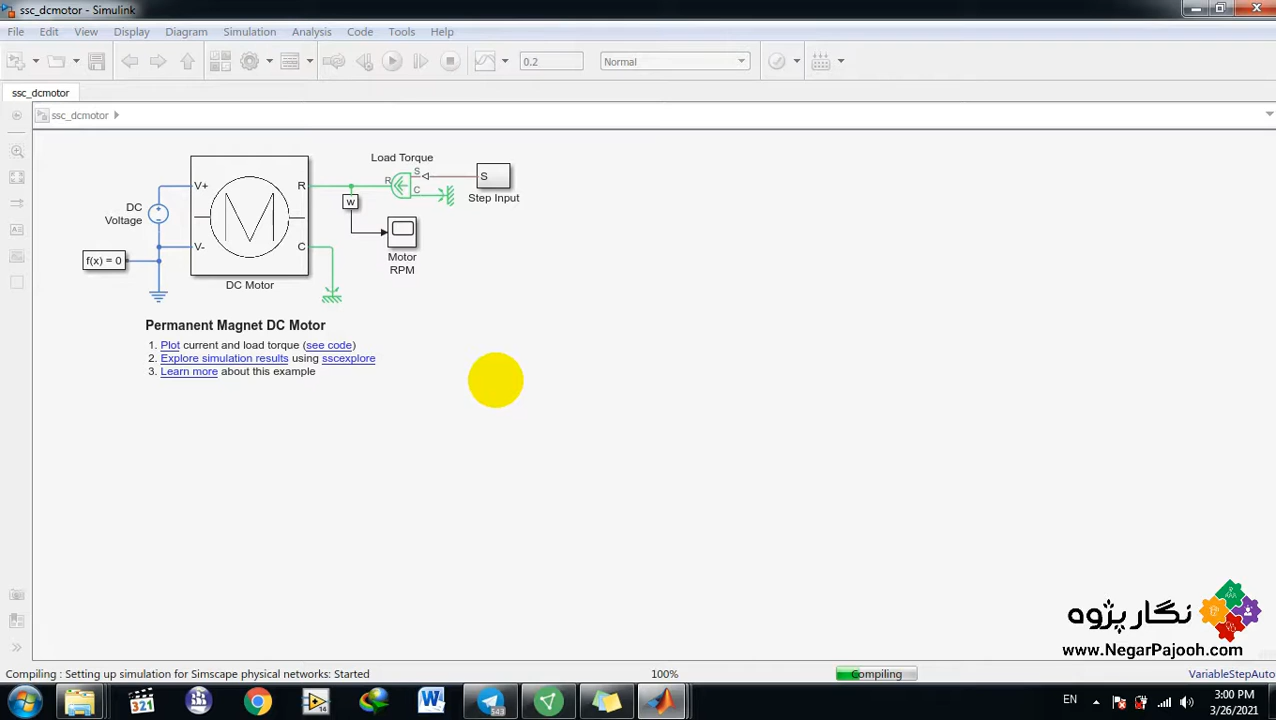 ssc_dcmotor - Simulink
File Edit View Display Diagram Simulation Analysis Code Tools Help
0.2 Normal
ssc_dcmotor
ssc_dcmotor
Load Torque
V+ R R S C S
DC Voltage
w
Step Input
V- C
f(x) = 0
Motor RPM
DC Motor
Permanent Magnet DC Motor
1. Plot current and load torque (see code)
2. Explore simulation results using sscexplore
3. Learn more about this example
نگار پژوه
www.NegarPajooh.com
Compiling : Setting up simulation for Simscape physical networks: Started 100% Compiling VariableStepAuto
321 14 W 543 EN 3:00 PM
3/26/2021